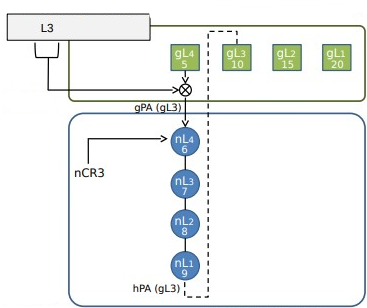 L3
gL4 gL3 gL2 gL1
5 10 15 20
gPA (gL3)
nL4
6
nCR3
nL3
7
nL2
8
nL1
9
hPA (gL3)